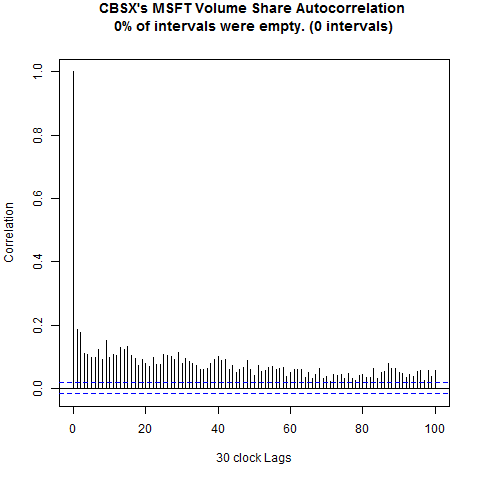 CBSX's MSFT Volume Share Autocorrelation
0% of intervals were empty. (0 intervals)
1.0
0.8
0.6
0.4
0.2
0.0
Correlation
0 20 40 60 80 100
30 clock Lags